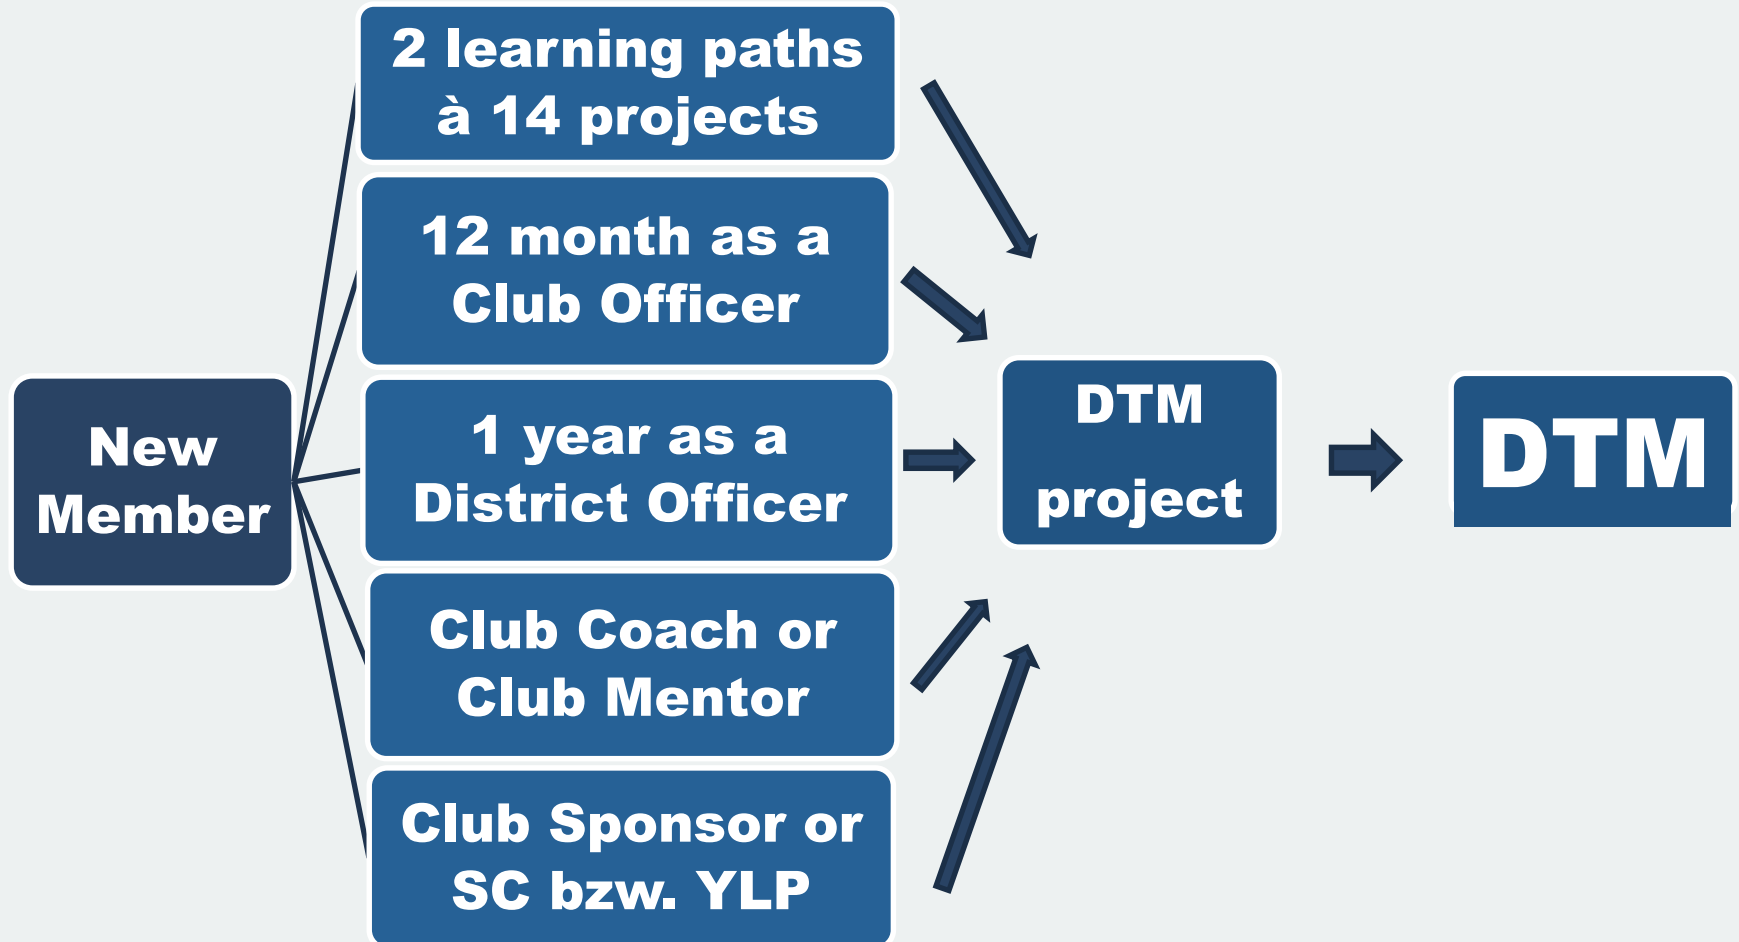 2 learning paths
à 14 projects
12 month as a
Club Officer
New
Member
1 year as a
District Officer
DTM
project
DTM
Club Coach or
Club Mentor
Club Sponsor or
SC bzw. YLP